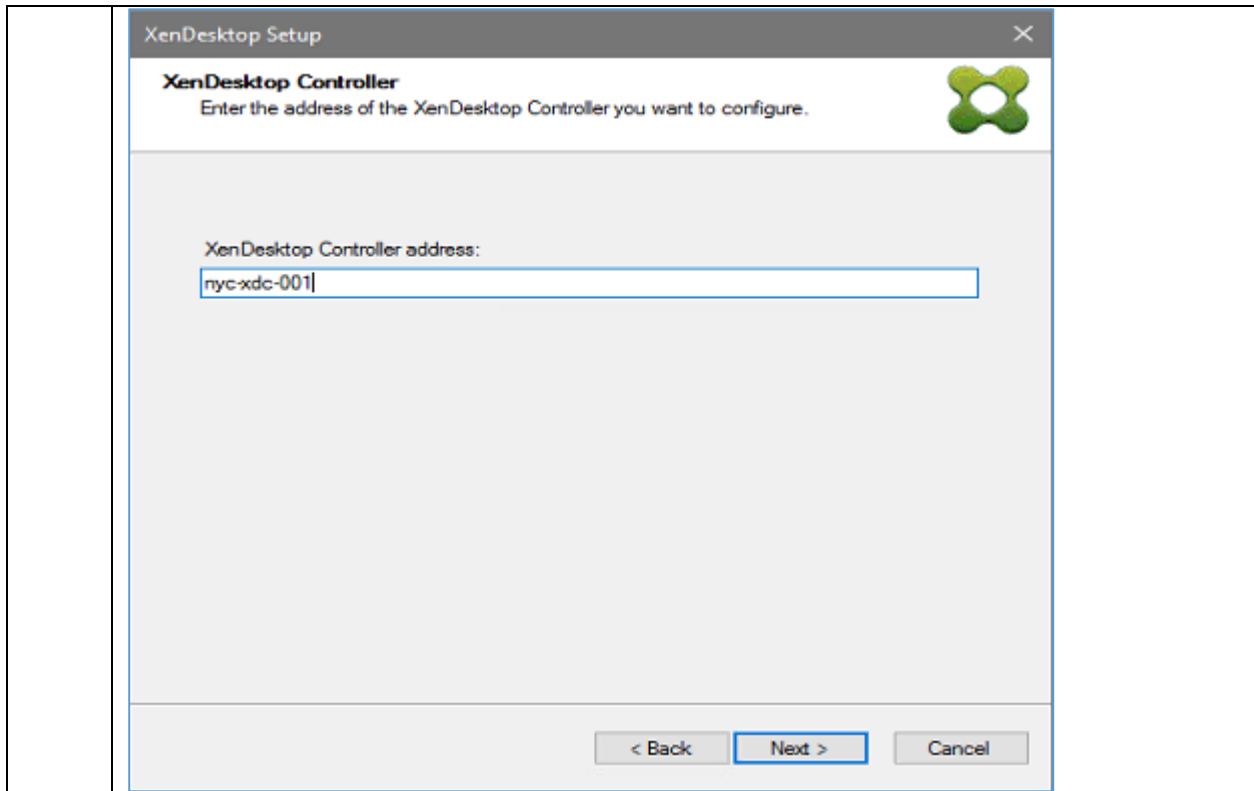 XenDesktop Setup
XenDesktop Controller
Enter the address of the XenDesktop Controller you want to configure.
XenDesktop Controller address:
nyc-xdc-001
< Back Next > Cancel